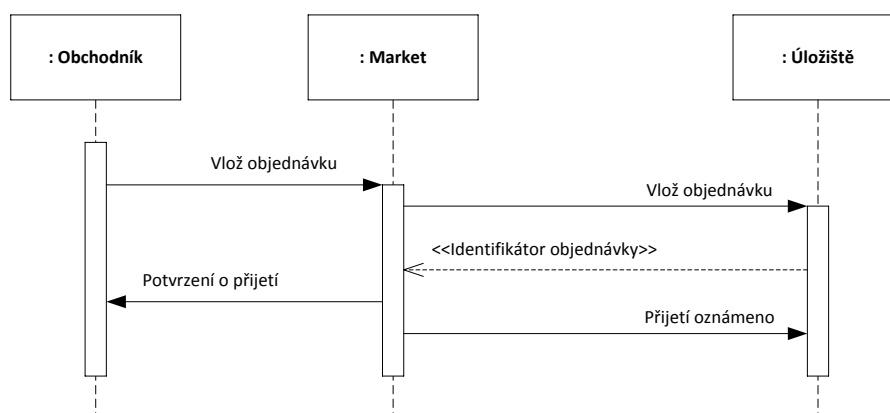 : Obchodník
: Market
: Úložiště
Vlož objednávku
Vlož objednávku
<<Identifikátor objednávky>>
Potvrzení o přijetí
Přijetí oznámeno